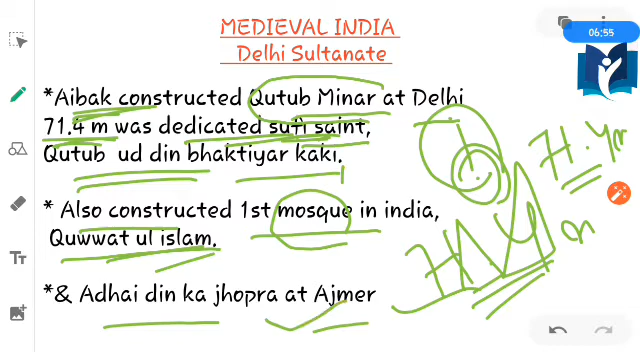 MEDIEVAL INDIA
06:55
Delhi Sultanate
*Aibak constructed Qutub Minar at Delhi
71.4 m was dedicated sufi saint,
Qutub ud din bhaktiyar kaki.
* Also constructed 1st mosque in india,
Quwwat ul islam.
*& Adhai din ka jhopra at Ajmer
Tт